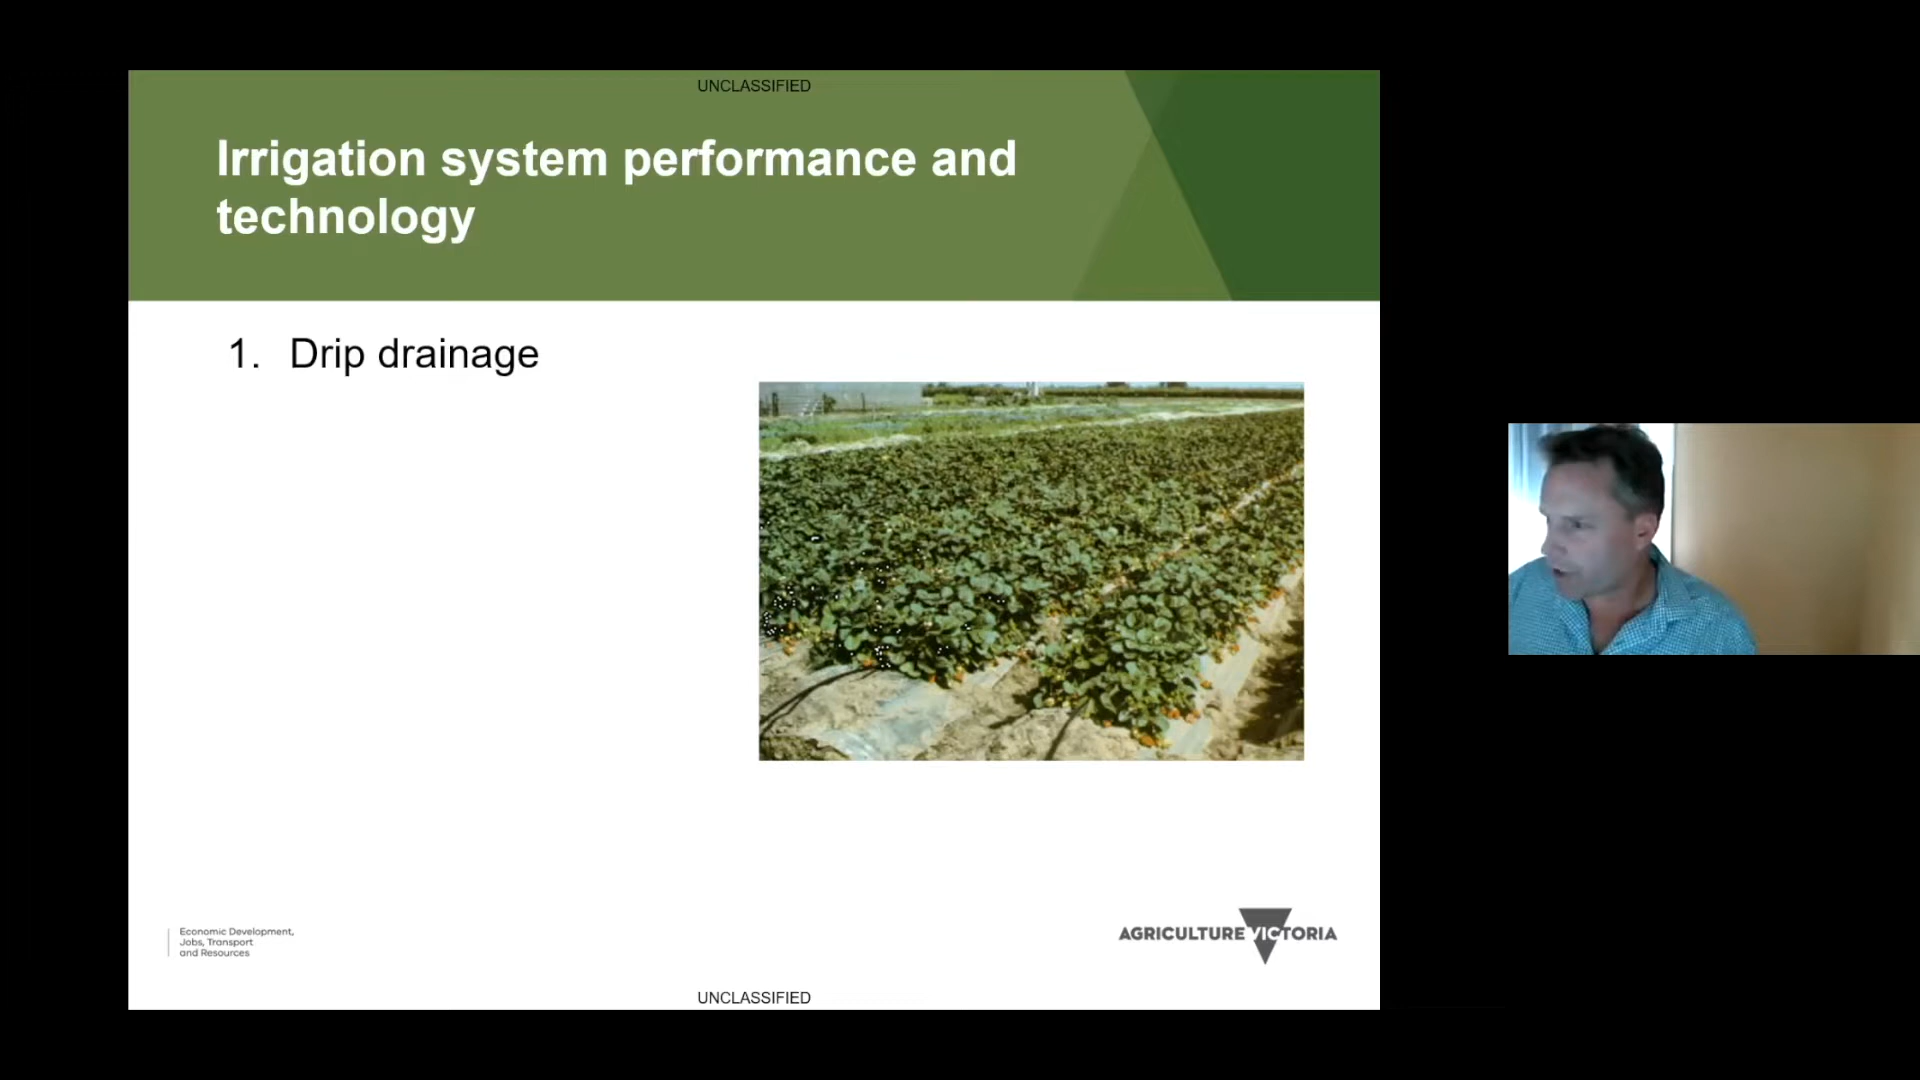 UNCLASSIFIED
Irrigation system performance and
technology
1. Drip drainage
Economic Development,
Jobs, Transport
and Resources
AGRICULTURE VICTORIA
UNCLASSIFIED